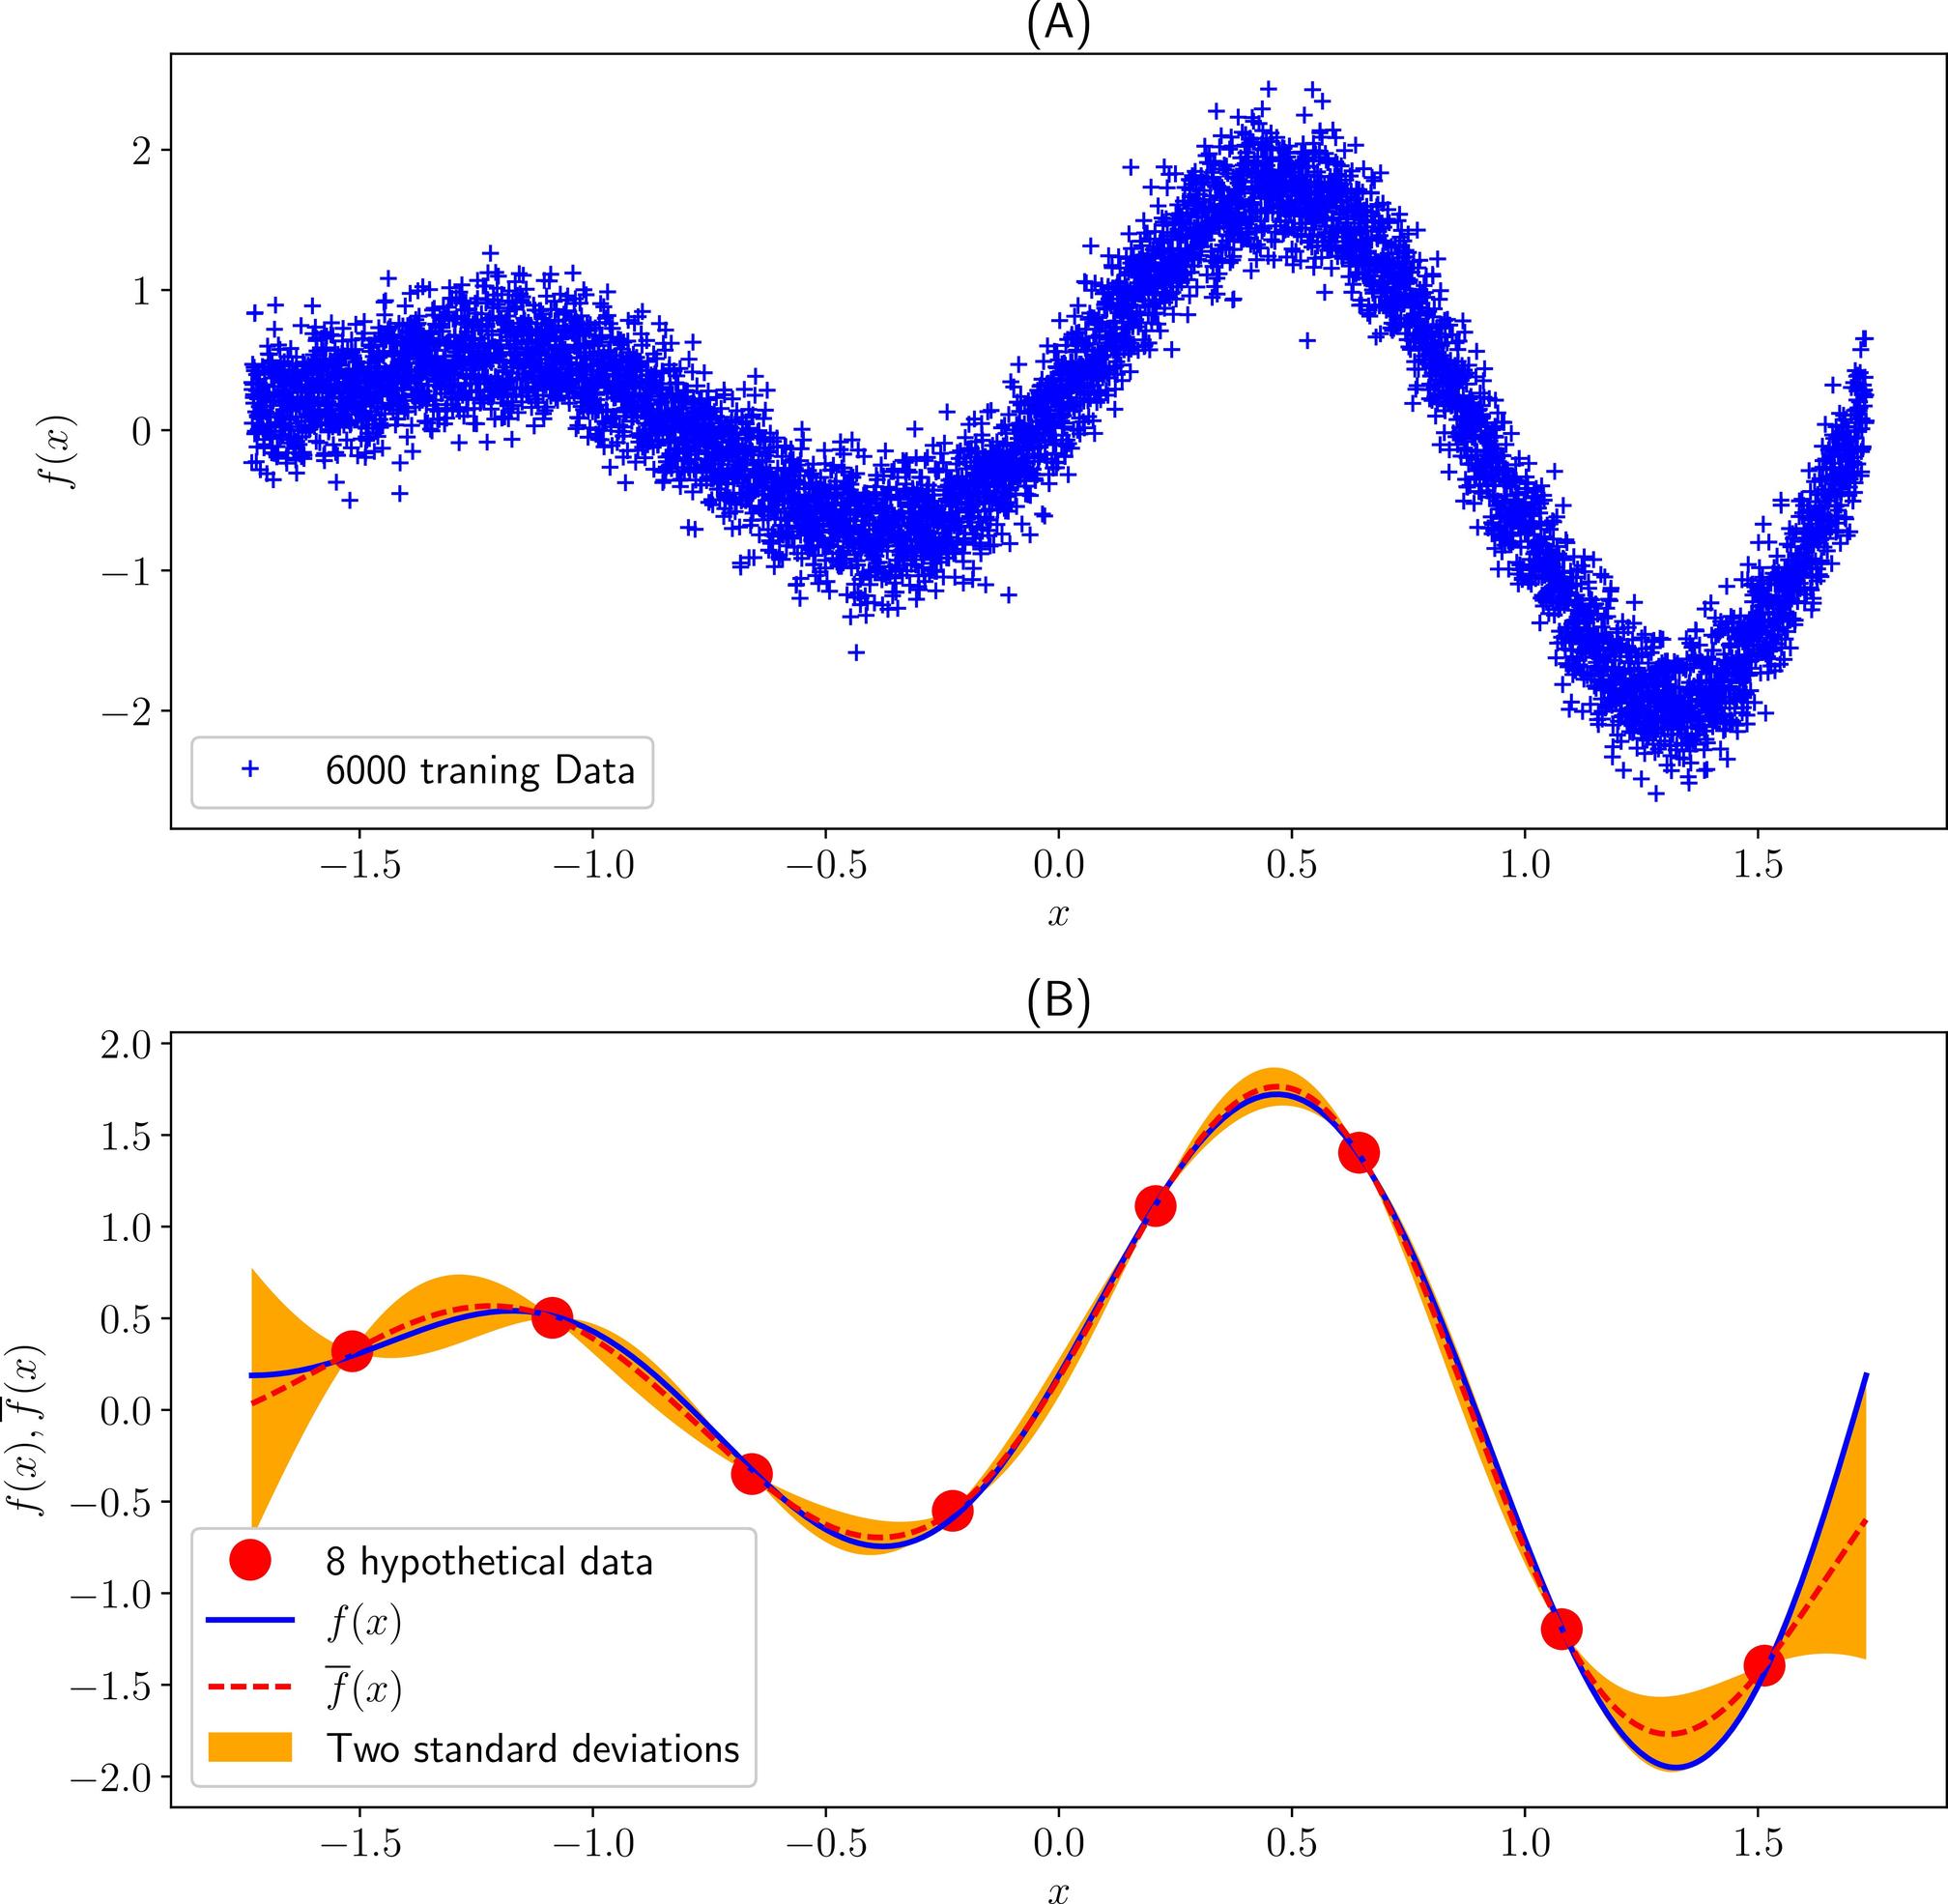 (A)
2
1
0
−1
−2
f(x)
6000 traning Data
−1.5 −1.0 −0.5 0.0 0.5 1.0 1.5
x
(B)
2.0
1.5
1.0
0.5
0.0
−0.5
−1.0
−1.5
−2.0
f(x), f̅(x)
8 hypothetical data
f(x)
f̅(x)
Two standard deviations
−1.5 −1.0 −0.5 0.0 0.5 1.0 1.5
x